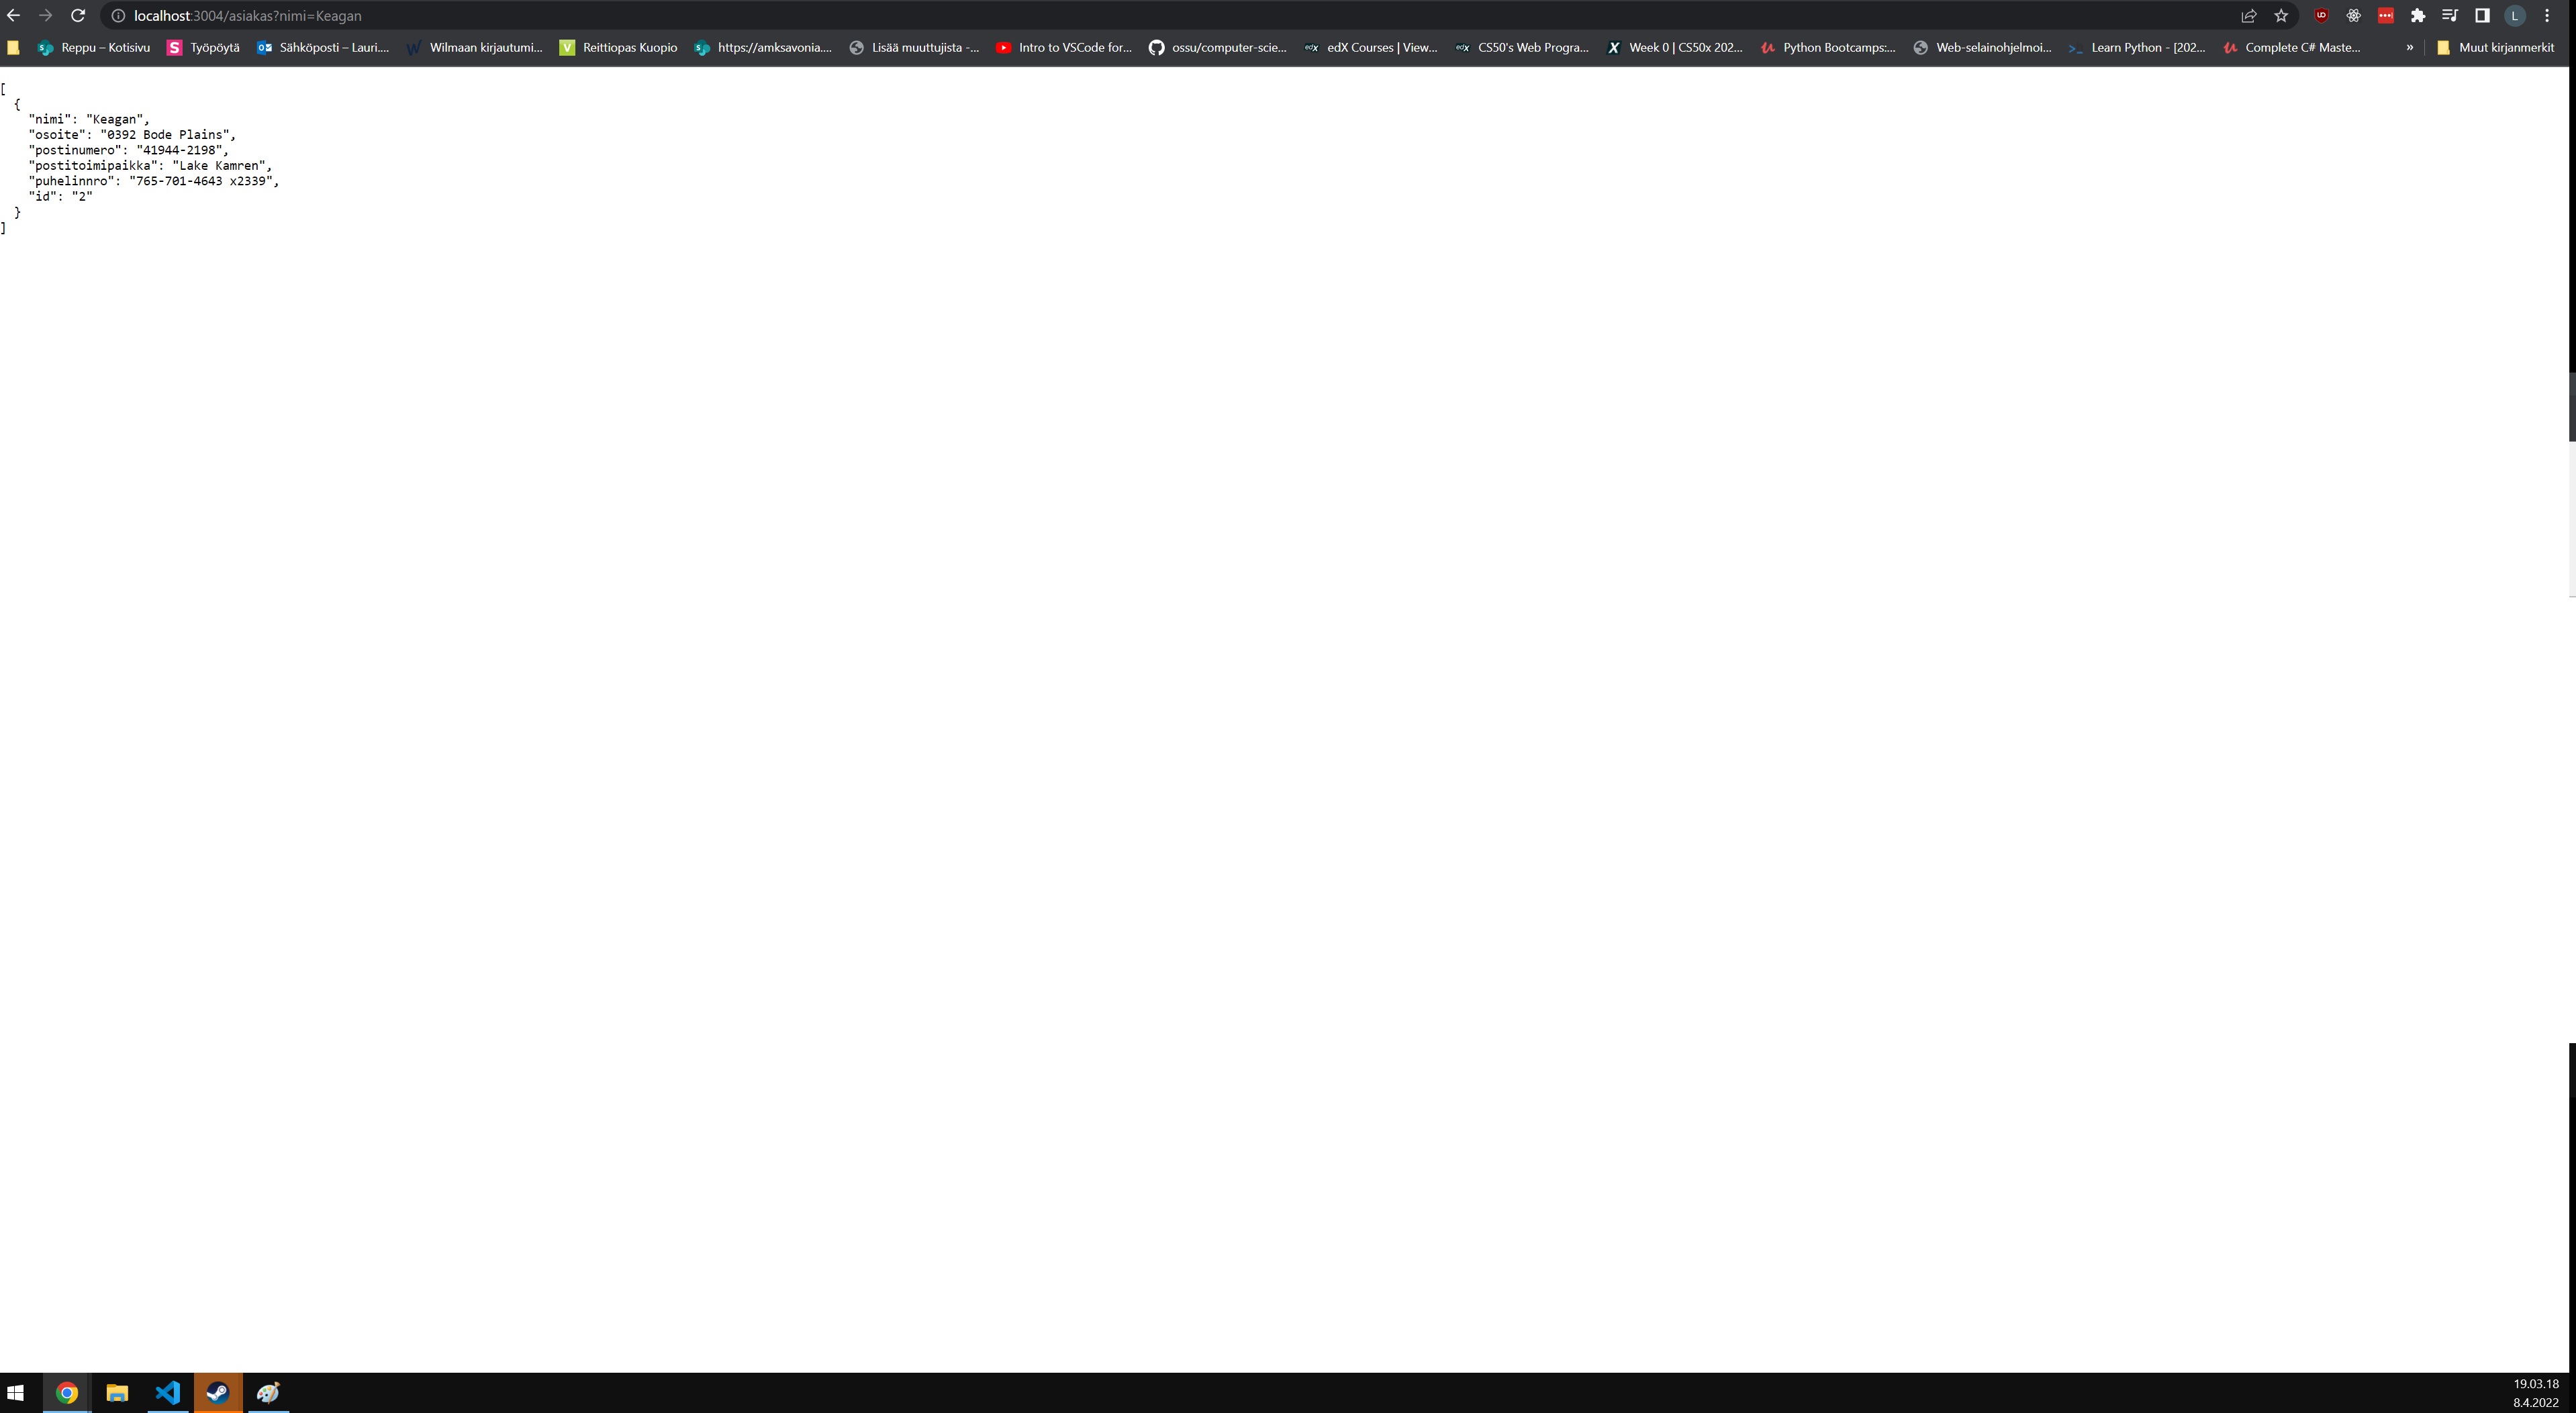 localhost:3004/asiakas?nimi=Keagan
L
Reppu – Kotisivu
S Työpöytä
Sähköposti – Lauri....
Wilmaan kirjautumi...
V Reittiopas Kuopio
https://amksavonia....
Lisää muuttujista -...
Intro to VSCode for...
ossu/computer-scie...
edX edX Courses | View...
edX CS50's Web Progra...
X Week 0 | CS50x 202...
Python Bootcamps:...
Web-selainohjelmoi...
Learn Python - [202...
Complete C# Maste...
»
Muut kirjanmerkit
[
{
"nimi": "Keagan",
"osoite": "0392 Bode Plains",
"postinumero": "41944-2198",
"postitoimipaikka": "Lake Kamren",
"puhelinnro": "765-701-4643 x2339",
"id": "2"
}
]
19.03.18
8.4.2022